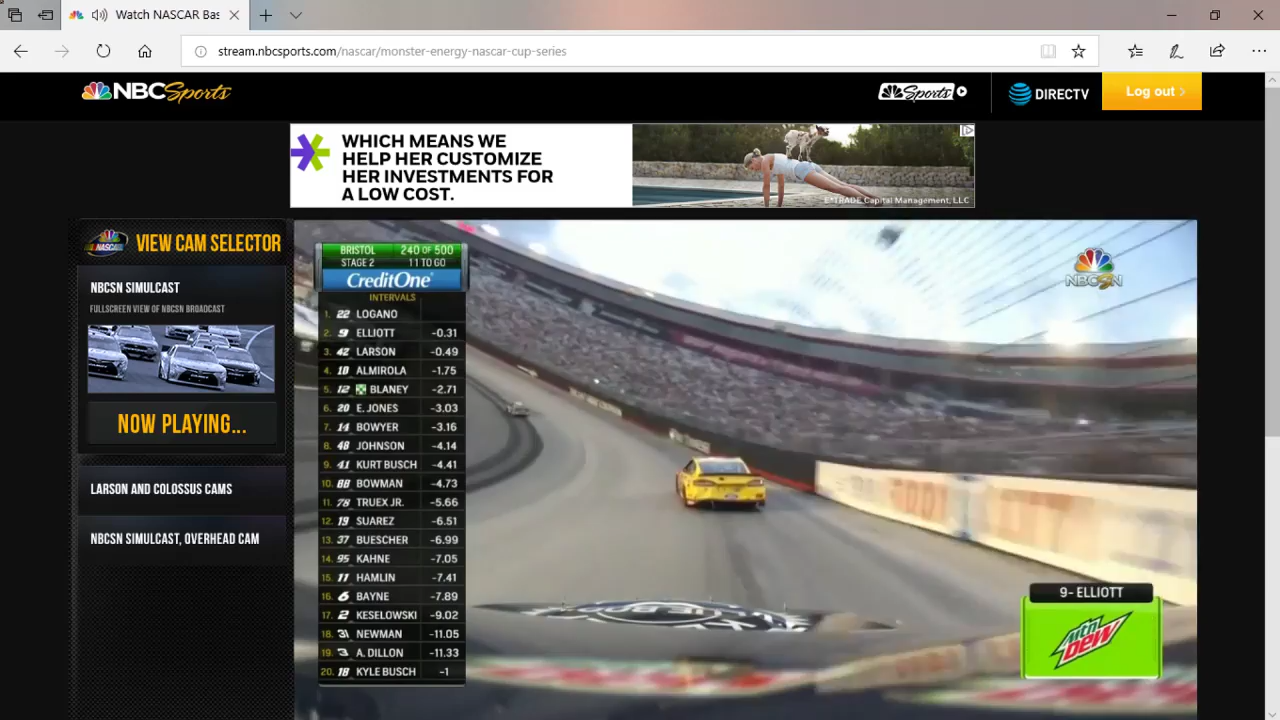 Watch NASCAR Bas
stream.nbcsports.com/nascar/monster-energy-nascar-cup-series
NBCSports
Sports
DIRECTV
Log out
WHICH MEANS WE
HELP HER CUSTOMIZE
HER INVESTMENTS FOR
A LOW COST.
E*TRADE Capital Management, LLC
NASCAR
VIEW CAM SELECTOR
NBCSN SIMULCAST
FULLSCREEN VIEW OF NBCSN BROADCAST
NOW PLAYING...
LARSON AND COLOSSUS CAMS
NBCSN SIMULCAST, OVERHEAD CAM
BRISTOL 240 OF 500
STAGE 2 11 TO GO
CreditOne
INTERVALS
1. 22 LOGANO
2. 9 ELLIOTT -0.31
3. 42 LARSON -0.49
4. 10 ALMIROLA -1.75
5. 12 BLANEY -2.71
6. 20 E. JONES -3.03
7. 14 BOWYER -3.16
8. 48 JOHNSON -4.14
9. 41 KURT BUSCH -4.41
10. 88 BOWMAN -4.73
11. 78 TRUEX JR. -5.66
12. 19 SUAREZ -6.51
13. 37 BUESCHER -6.99
14. 95 KAHNE -7.05
15. 11 HAMLIN -7.41
16. 6 BAYNE -7.89
17. 2 KESELOWSKI -9.02
18. 31 NEWMAN -11.05
19. 3 A. DILLON -11.33
20. 18 KYLE BUSCH -1
NBCSN
9- ELLIOTT
mtn
DEW